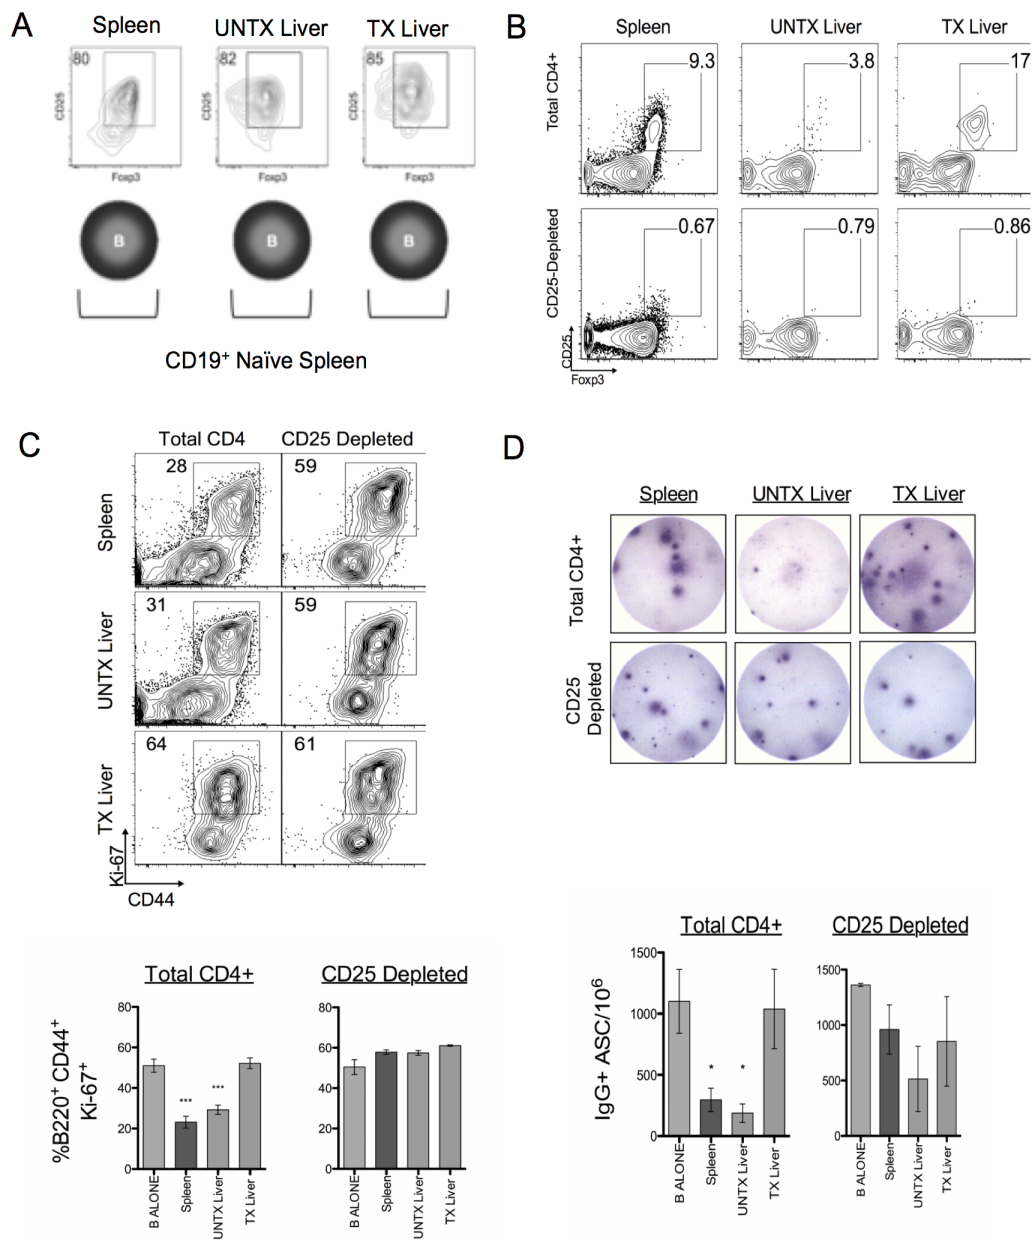 A
Spleen
UNTX Liver
TX Liver
80
82
85
CD25
CD25
CD25
Foxp3
Foxp3
Foxp3
B
B
B
CD19⁺ Naïve Spleen
B
Spleen
UNTX Liver
TX Liver
Total CD4+
9.3
3.8
17
CD25-Depleted
0.67
0.79
0.86
CD25
Foxp3
C
Total CD4
CD25 Depleted
Spleen
28
59
UNTX Liver
31
59
TX Liver
64
61
Ki-67
CD44
D
Spleen
UNTX Liver
TX Liver
Total CD4+
CD25
Depleted
Total CD4+
CD25 Depleted
%B220⁺ CD44⁺
Ki-67⁺
80
60
40
20
0
***
***
B ALONE
Spleen
UNTX Liver
TX Liver
80
60
40
20
0
B ALONE
Spleen
UNTX Liver
TX Liver
Total CD4+
CD25 Depleted
IgG+ ASC/10⁶
1500
1000
500
0
*
*
B ALONE
Spleen
UNTX Liver
TX Liver
1500
1000
500
0
B ALONE
Spleen
UNTX Liver
TX Liver